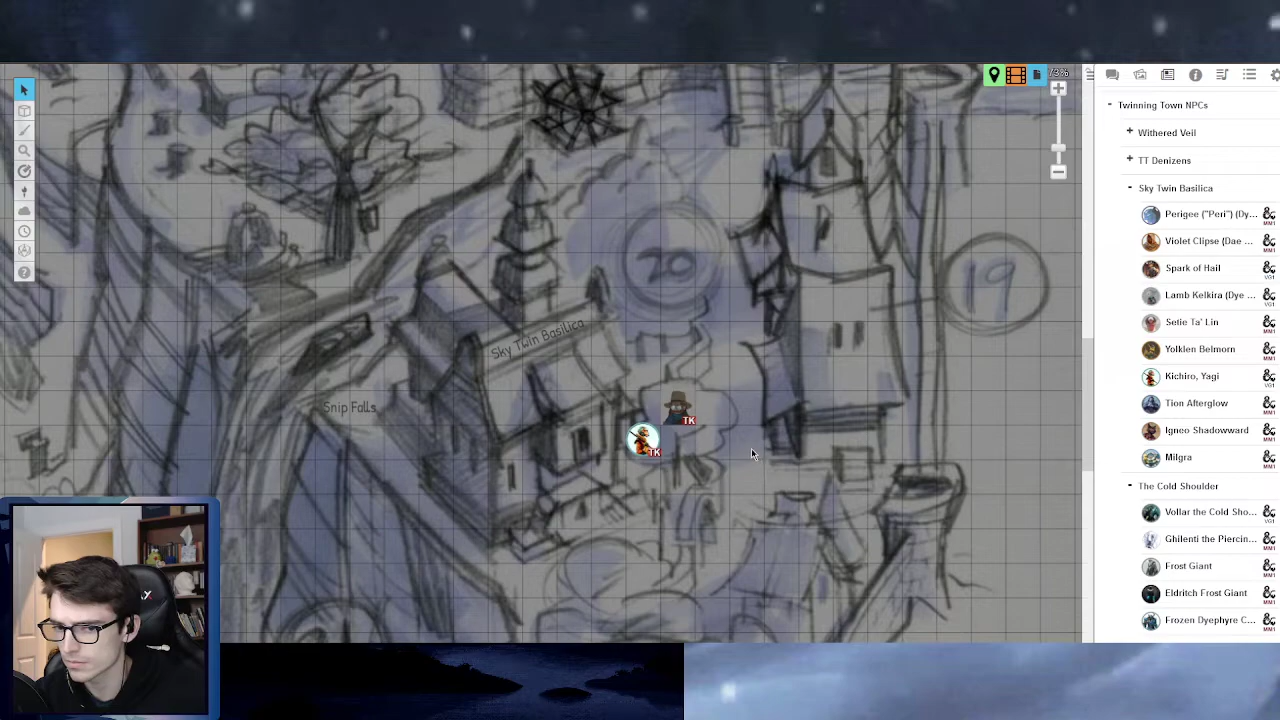 73%
Twinning Town NPCs
Withered Veil
TT Denizens
Sky Twin Basilica
Perigee ("Peri") (Dy...
Violet Clipse (Dae ...
Spark of Hail
Lamb Kelkira (Dye ...
Setie Ta' Lin
Yolkies Belmorn
Kichiro, Yagi
Tion Afterglow
Igneo Shadowward
Milgra
The Cold Shoulder
Vollar the Cold Sho...
Ghilenti the Piercin...
Frost Giant
Eldritch Frost Giant
Frozen Dyephyre C...
20
19
Sky Twin Basilica
Snip Falls
TK
TK